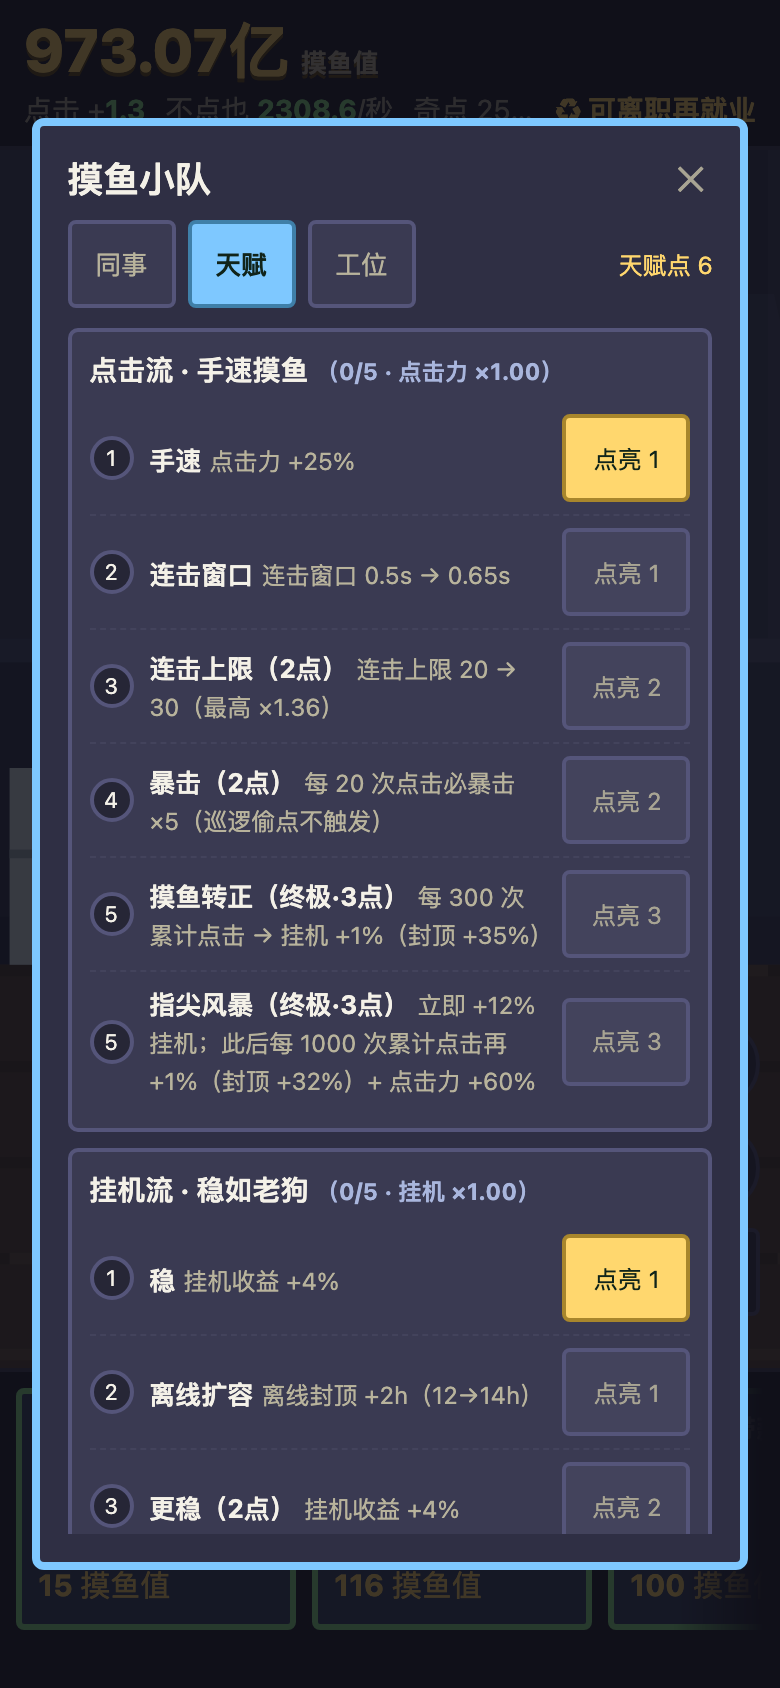 973.07亿 摸鱼值
点击 +1.3 不点也 2308.6/秒 奇点 25... ♻ 可离职再就业
摸鱼小队
同事 天赋 工位 天赋点 6
点击流 · 手速摸鱼 (0/5 · 点击力 ×1.00)
1 手速 点击力 +25% 点亮 1
2 连击窗口 连击窗口 0.5s → 0.65s 点亮 1
3 连击上限（2点） 连击上限 20 →
30（最高 ×1.36） 点亮 2
4 暴击（2点） 每 20 次点击必暴击
×5（巡逻偷点不触发） 点亮 2
5 摸鱼转正（终极·3点） 每 300 次
累计点击 → 挂机 +1%（封顶 +35%） 点亮 3
5 指尖风暴（终极·3点） 立即 +12%
挂机；此后每 1000 次累计点击再
+1%（封顶 +32%）+ 点击力 +60% 点亮 3
挂机流 · 稳如老狗 (0/5 · 挂机 ×1.00)
1 稳 挂机收益 +4% 点亮 1
2 离线扩容 离线封顶 +2h（12→14h） 点亮 1
3 更稳（2点） 挂机收益 +4% 点亮 2
15 摸鱼值 116 摸鱼值 100 摸鱼